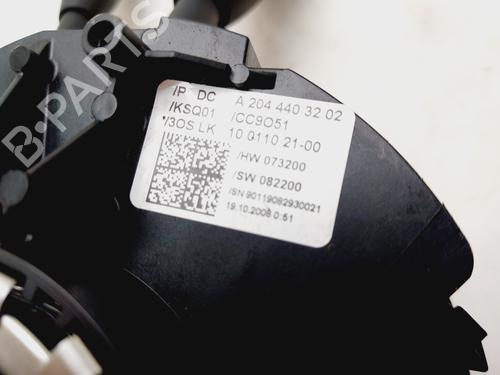 B-PARTS
/P DC A 204 440 32 02
/KSQ01 /CC9O51
*/3OS LK 10 0110 21-00
/HW 073200
/SW 082200
/SN 90119082930021
19.10.2008 0:51